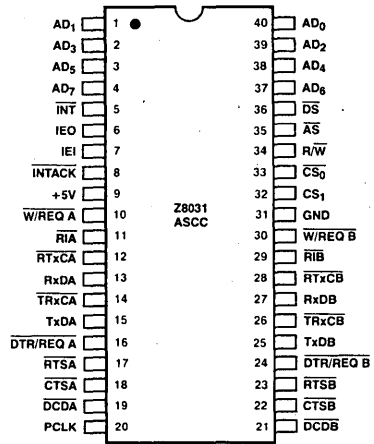 AD₁ 1 40 AD₀
AD₃ 2 39 AD₂
AD₅ 3 38 AD₄
AD₇ 4 37 AD₆
INT 5 36 DS
IEO 6 35 AS
IEI 7 34 R/W
INTACK 8 33 CS₀
+5V 9 32 CS₁
W/REQ A 10 31 GND
Z8031
ASCC
RIA 11 30 W/REQ B
RTxCA 12 29 RIB
RxDA 13 28 RTxCB
TRxCA 14 27 RxDB
TxDA 15 26 TRxCB
DTR/REQ A 16 25 TxDB
RTSA 17 24 DTR/REQ B
CTSA 18 23 RTSB
DCDA 19 22 CTSB
PCLK 20 21 DCDB